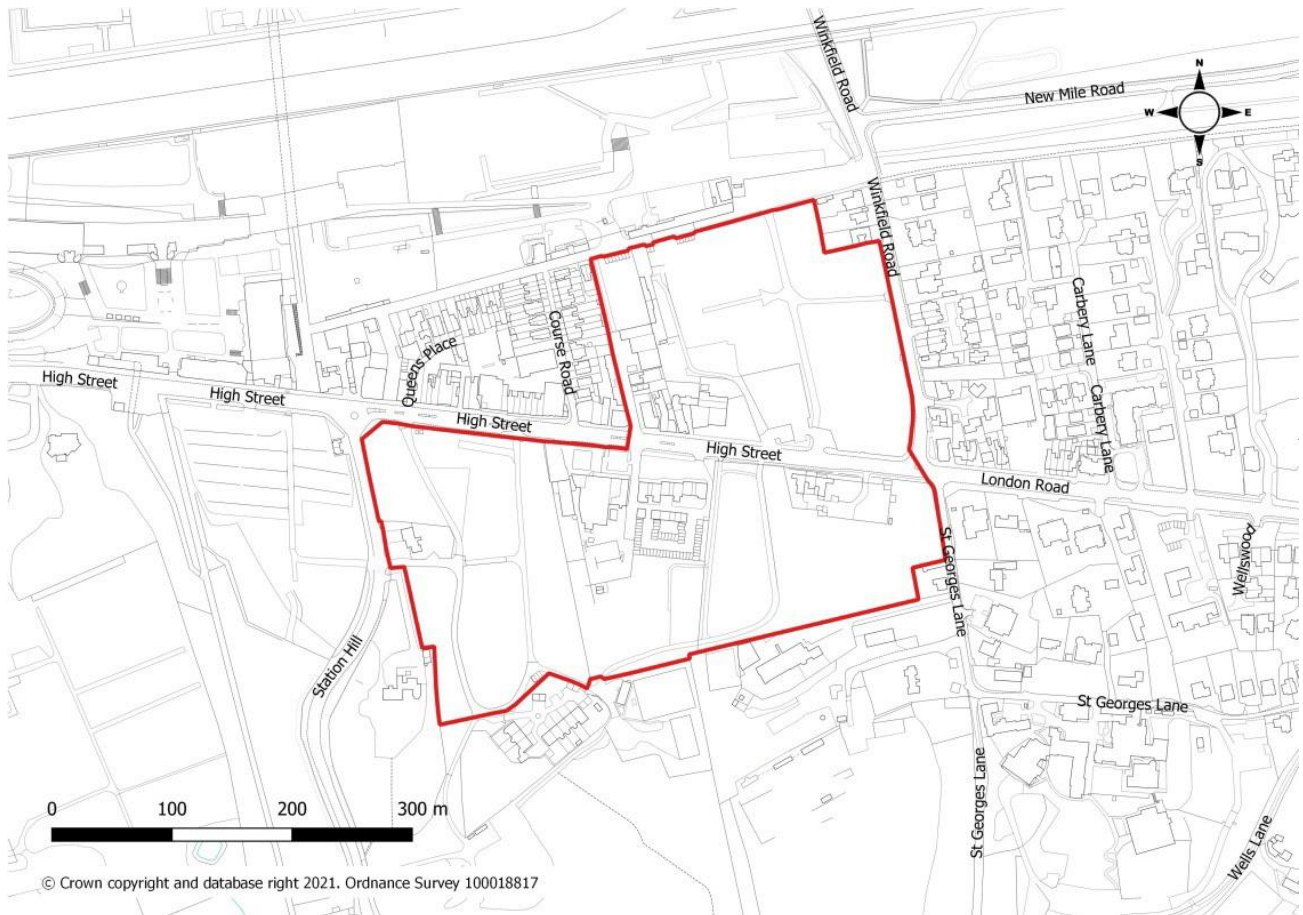 Winkfield Road
New Mile Road
N
W
E
S
Winkfield Road
Carbery Lane
Course Road
Queens Place
High Street
High Street
High Street
High Street
Carbery Lane
London Road
Wellswood
St Georges Lane
Station Hill
St Georges Lane
St Georges Lane
Wells Lane
0 100 200 300 m
© Crown copyright and database right 2021. Ordnance Survey 100018817